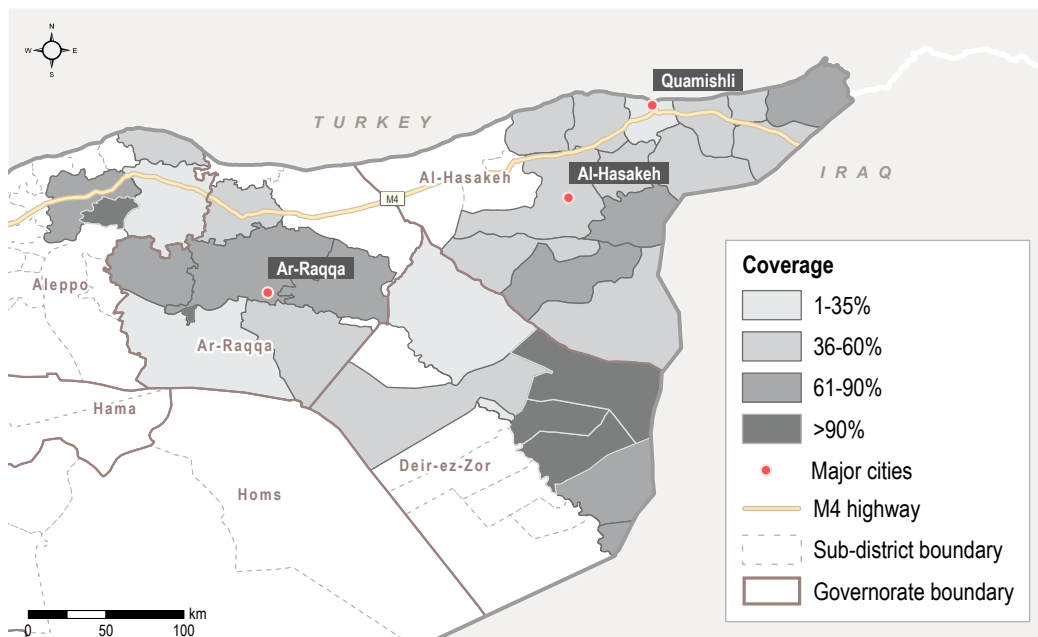 N
W E
S
TURKEY
Quamishli
IRAQ
Al-Hasakeh
Al-Hasakeh
M4
Ar-Raqqa
Aleppo
Ar-Raqqa
Hama
Deir-ez-Zor
Homs
Coverage
1-35%
36-60%
61-90%
>90%
Major cities
M4 highway
Sub-district boundary
Governorate boundary
km
0 50 100